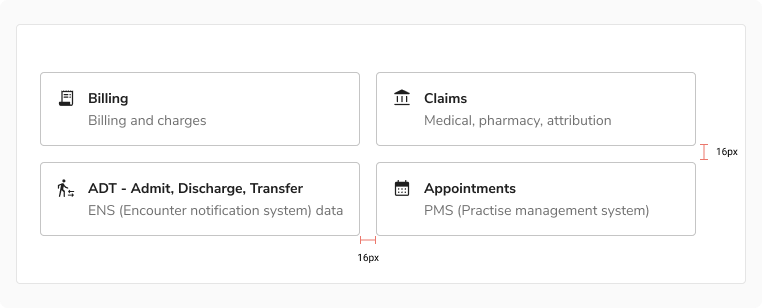 Billing
Billing and charges
Claims
Medical, pharmacy, attribution
16px
ADT - Admit, Discharge, Transfer
ENS (Encounter notification system) data
Appointments
PMS (Practise management system)
16px